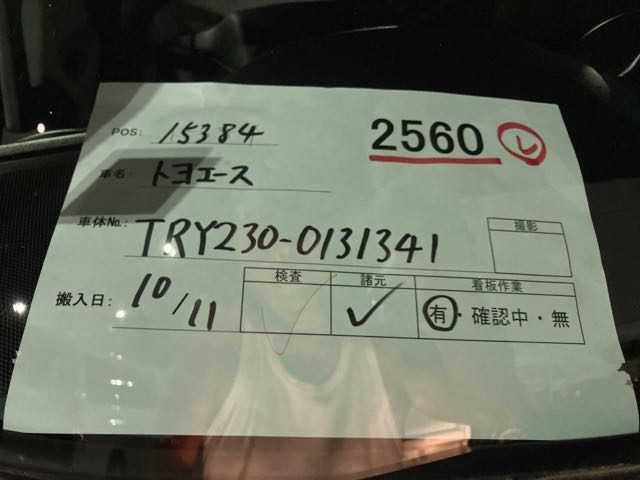 POS: 15384
2560 レ
車名: トヨエース
車体No.: TRY230-0131341
撮影
搬入日: 10/11
検査 諸元 看板作業
✓ ✓ 有・確認中・無